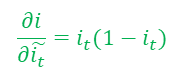 ∂i/∂ĩ_t = i_t(1 − i_t)